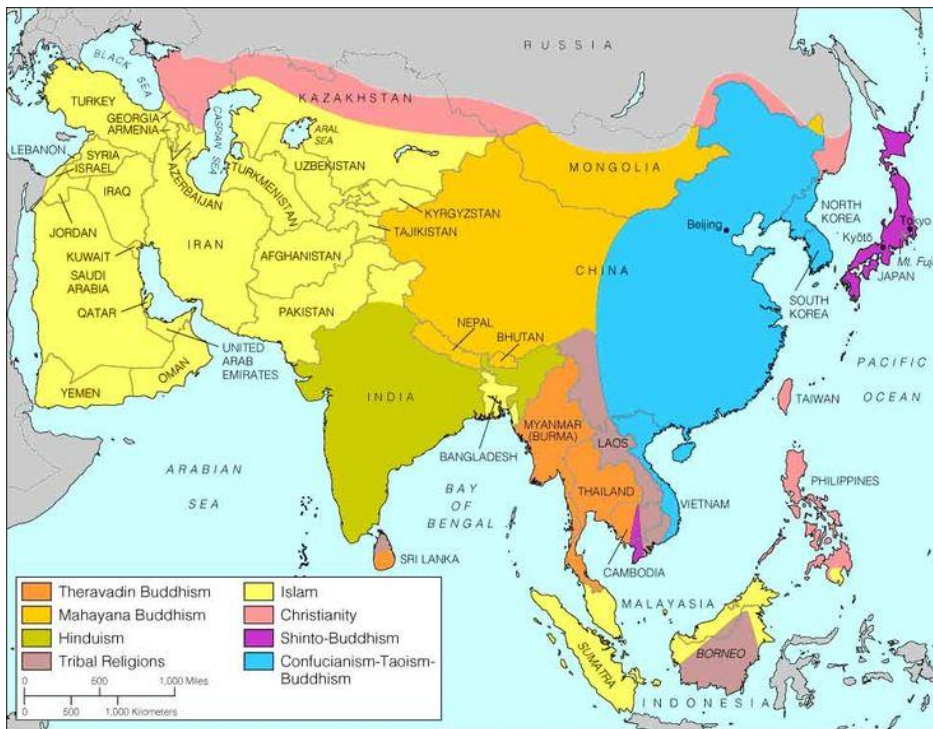 RUSSIA
BLACK SEA
KAZAKHSTAN
TURKEY
GEORGIA
ARMENIA
CASPIAN SEA
ARAL SEA
MONGOLIA
LEBANON
SYRIA
ISRAEL
AZERBAIJAN
TURKMENISTAN
UZBEKISTAN
IRAQ
KYRGYZSTAN
TAJIKISTAN
NORTH KOREA
Beijing
Tokyo
Kyōtō
Mt. Fuji
JAPAN
JORDAN
IRAN
AFGHANISTAN
KUWAIT
SAUDI ARABIA
CHINA
SOUTH KOREA
QATAR
PAKISTAN
NEPAL
BHUTAN
UNITED ARAB EMIRATES
OMAN
YEMEN
INDIA
PACIFIC OCEAN
TAIWAN
MYANMAR (BURMA)
LAOS
BANGLADESH
ARABIAN SEA
BAY OF BENGAL
THAILAND
VIETNAM
PHILIPPINES
SRI LANKA
CAMBODIA
MALAYASIA
BORNEO
SUMATRA
INDONESIA
Theravadin Buddhism
Mahayana Buddhism
Hinduism
Tribal Religions
Islam
Christianity
Shinto-Buddhism
Confucianism-Taoism-
Buddhism
0 500 1,000 Miles
0 500 1,000 Kilometers